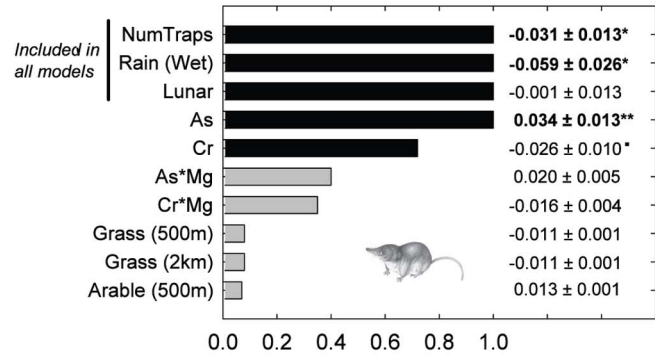 Included in
all models
NumTraps -0.031 ± 0.013*
Rain (Wet) -0.059 ± 0.026*
Lunar -0.001 ± 0.013
As 0.034 ± 0.013**
Cr -0.026 ± 0.010▪
As*Mg 0.020 ± 0.005
Cr*Mg -0.016 ± 0.004
Grass (500m) -0.011 ± 0.001
Grass (2km) -0.011 ± 0.001
Arable (500m) 0.013 ± 0.001
0.0 0.2 0.4 0.6 0.8 1.0